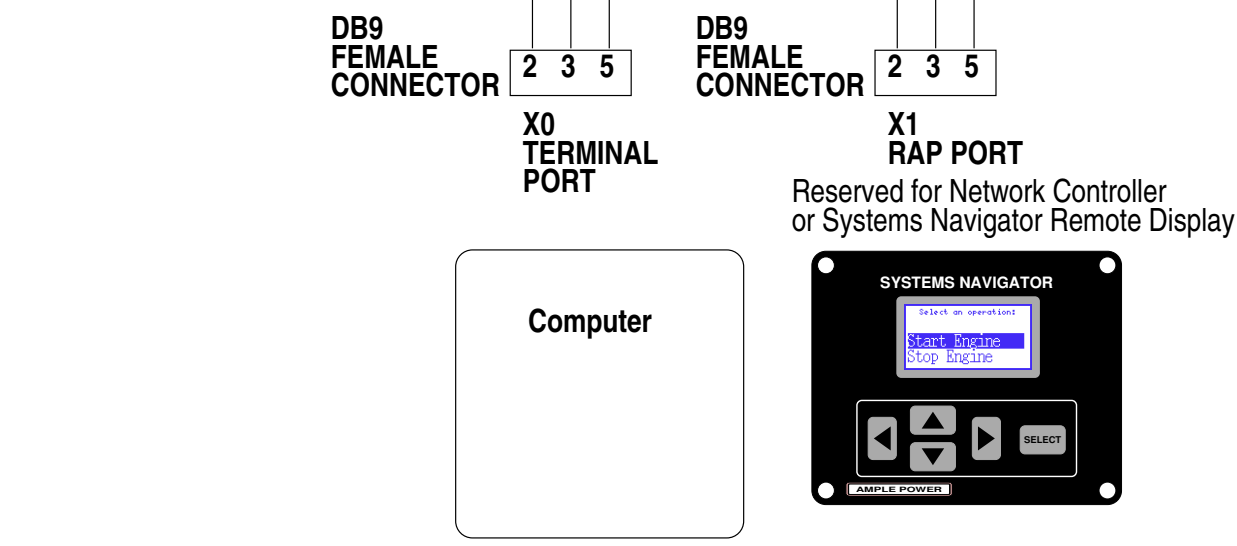 DB9
FEMALE
CONNECTOR
2 3 5
X0
TERMINAL
PORT
DB9
FEMALE
CONNECTOR
2 3 5
X1
RAP PORT
Reserved for Network Controller
or Systems Navigator Remote Display
Computer
SYSTEMS NAVIGATOR
Select an operation:
Start Engine
Stop Engine
SELECT
AMPLE POWER